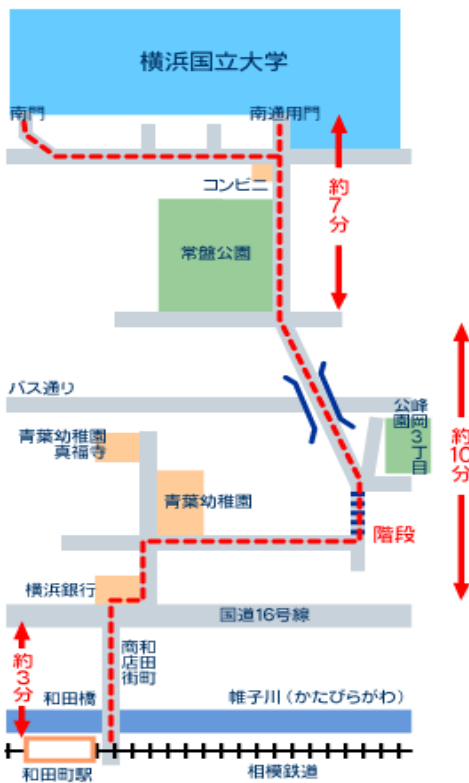 横浜国立大学
南門
南通用門
コンビニ
約7分
常盤公園
バス通り
峰岡3丁目
公園
青葉幼稚園
真福寺
約10分
青葉幼稚園
階段
横浜銀行
国道16号線
和田町
商店街
約3分
和田橋
帷子川(かたびらがわ)
和田町駅
相模鉄道